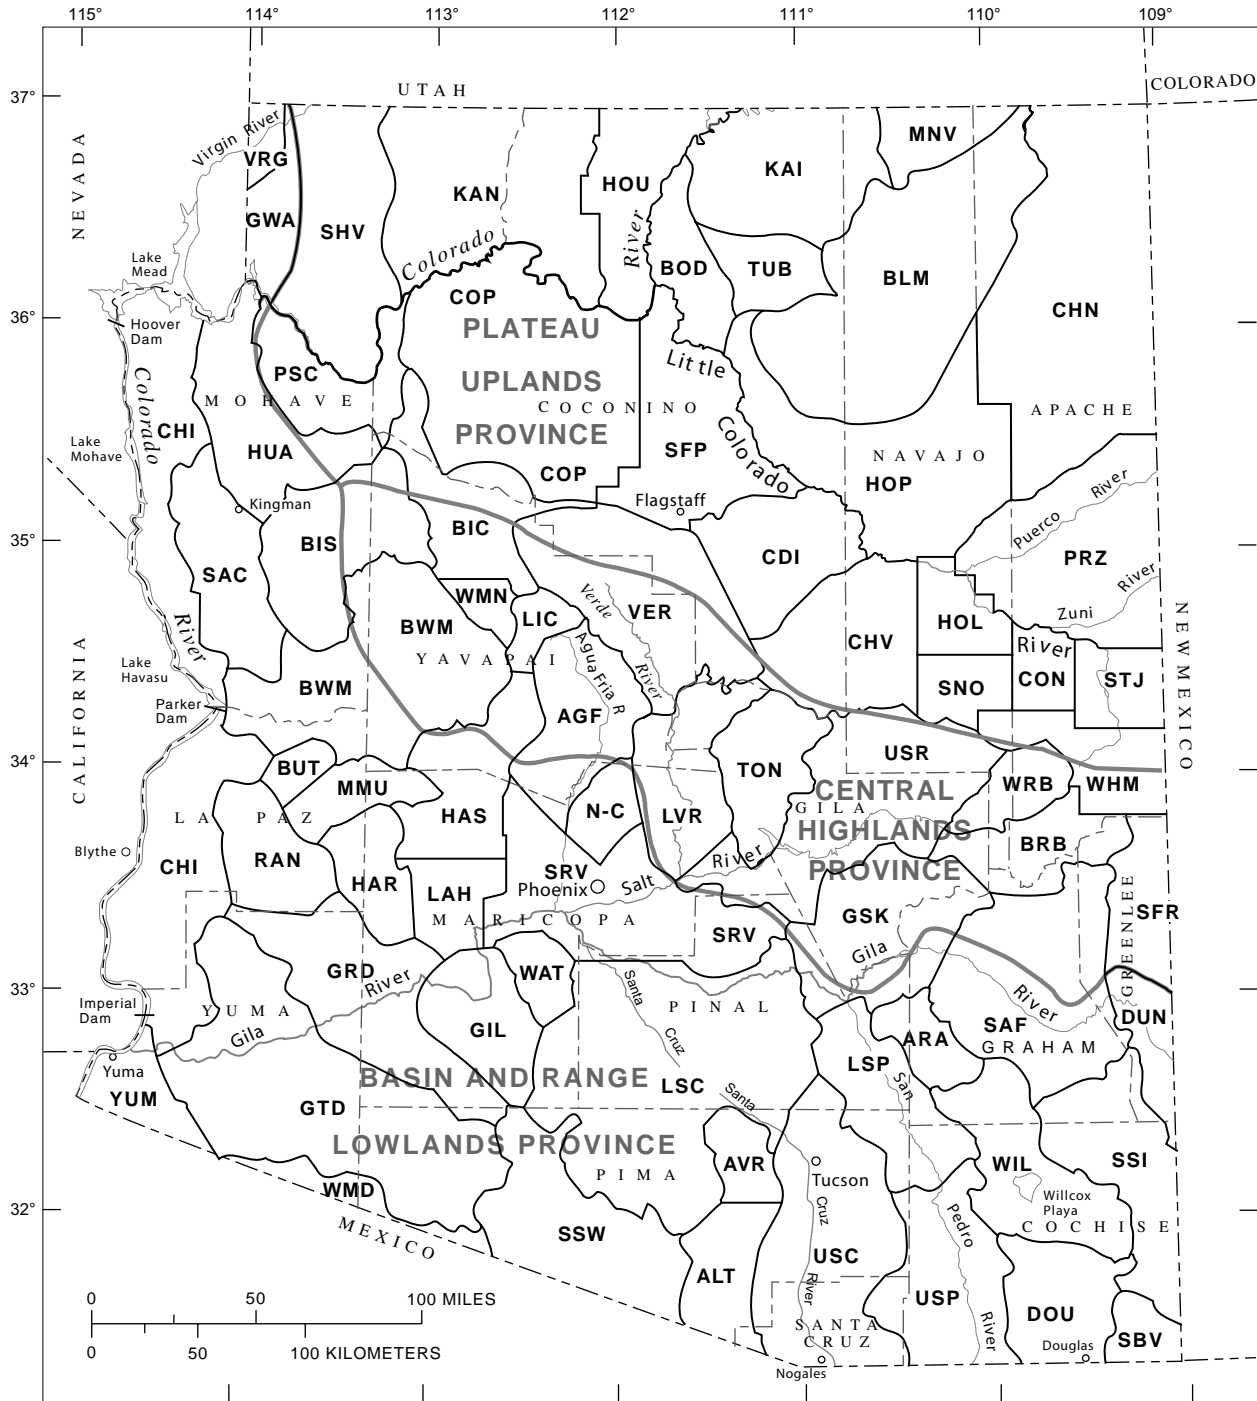 115° 114° 113° 112° 111° 110° 109°
37°
UTAH
COLORADO
NEVADA
Virgin River
VRG
MNV
KAI
KAN
HOU
GWA
SHV
River
Colorado
Lake
Mead
BOD
TUB
BLM
COP
CHN
36°
Hoover
Dam
PLATEAU
Little
PSC
UPLANDS
Colorado
MOHAVE
COCONINO
APACHE
CHI
PROVINCE
Lake
Mohave
HUA
SFP
Colorado
NAVAJO
COP
HOP
River
Flagstaff
Kingman
Puerco
35°
BIC
BIS
CDI
PRZ
SAC
WMN
Verde
VER
River
LIC
Zuni
BWM
HOL
River
CHV
River
Agua Fria R
YAVAPAI
NEW MEXICO
Lake
Havasu
River
CON
STJ
BWM
SNO
CALIFORNIA
Parker
Dam
AGF
34°
USR
BUT
TON
WRB
WHM
MMU
CENTRAL
GILA
N-C
HAS
LVR
LA PAZ
HIGHLANDS
BRB
Blythe
CHI
RAN
River
SRV
PROVINCE
HAR
Phoenix
Salt
LAH
GREENLEE
SFR
MARICOPA
GSK
SRV
Gila
GRD
River
WAT
33°
Santa
Imperial
Dam
River
PINAL
YUMA
DUN
SAF
GIL
Gila
Cruz
ARA
GRAHAM
LSP
Yuma
BASIN AND RANGE
San
LSC
YUM
Santa
GTD
LOWLANDS PROVINCE
AVR
WIL
SSI
PIMA
Tucson
WMD
Willcox
Playa
32°
Cruz
Pedro
MEXICO
COCHISE
SSW
USC
ALT
River
USP
0 50 100 MILES
DOU
River
SANTA
CRUZ
SBV
Douglas
0 50 100 KILOMETERS
Nogales